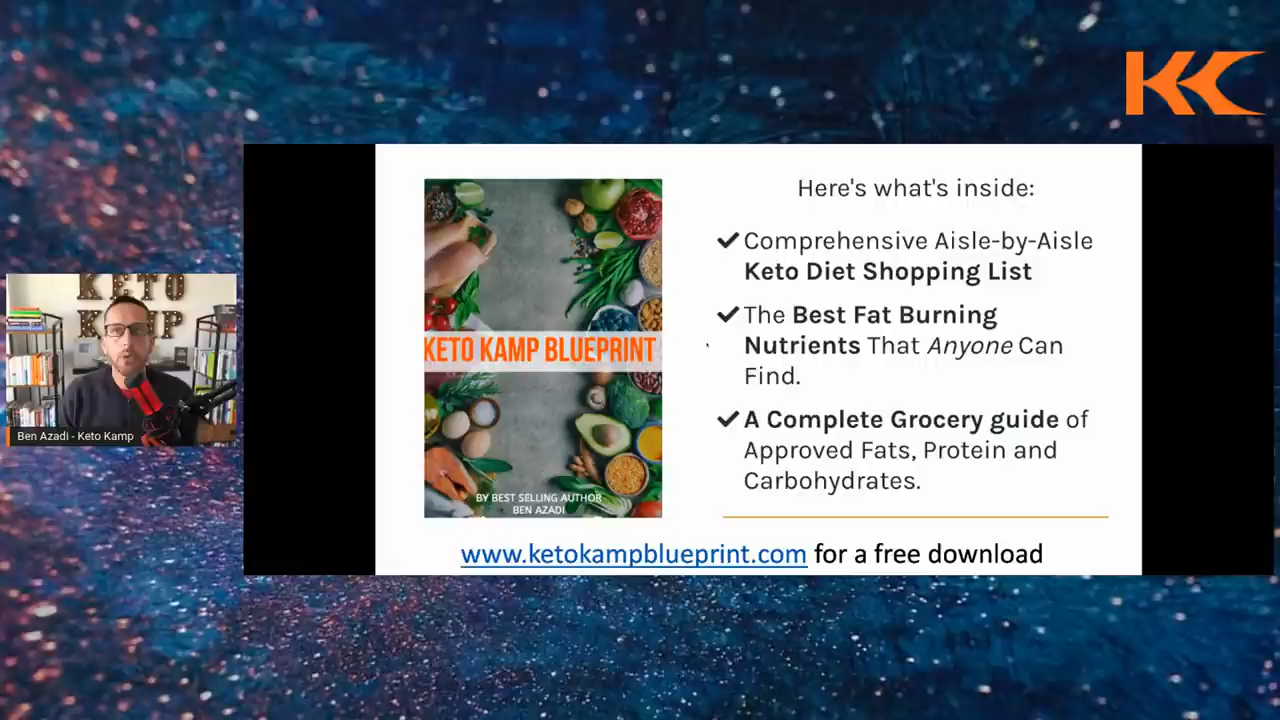 KC
Here's what's inside:
Comprehensive Aisle-by-Aisle
Keto Diet Shopping List
The Best Fat Burning
Nutrients That Anyone Can
Find.
A Complete Grocery guide of
Approved Fats, Protein and
Carbohydrates.
KETO KAMP BLUEPRINT
BY BEST SELLING AUTHOR
BEN AZADI
www.ketokampblueprint.com for a free download
KETO
KAMP
Ben Azadi - Keto Kamp